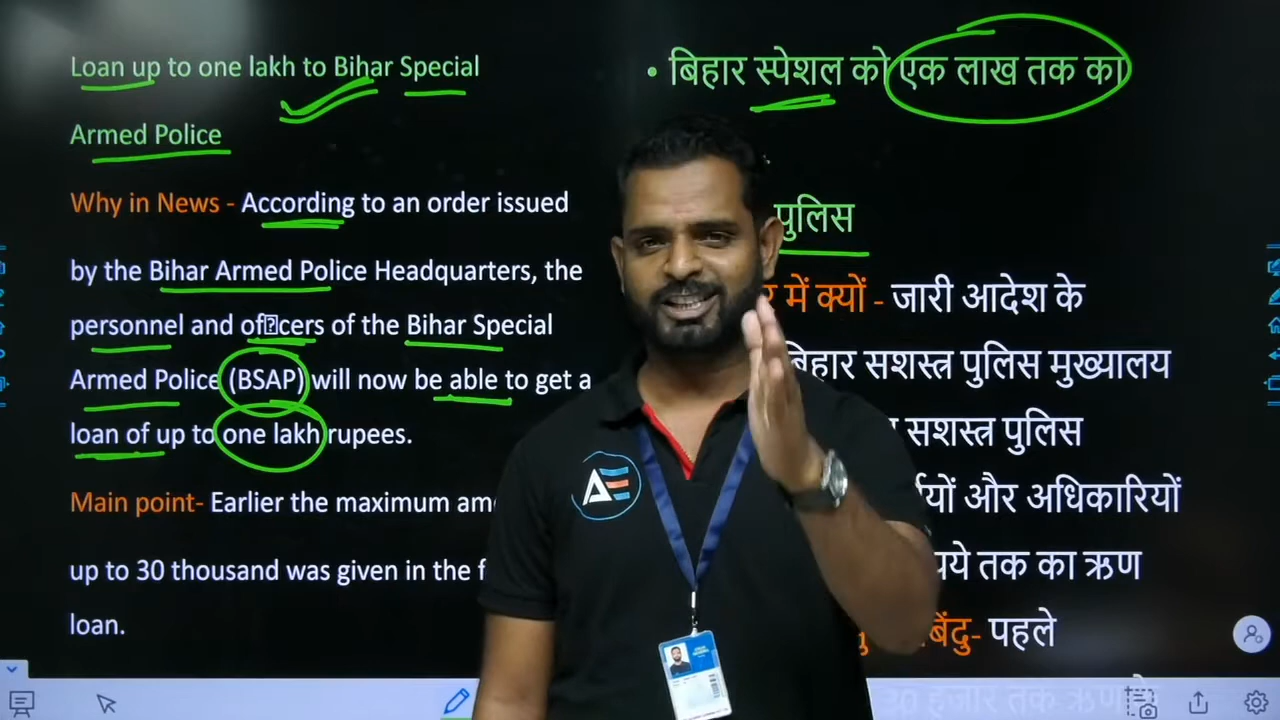 Loan up to one lakh to Bihar Special
Armed Police
Why in News - According to an order issued
by the Bihar Armed Police Headquarters, the
personnel and officers of the Bihar Special
Armed Police (BSAP) will now be able to get a
loan of up to one lakh rupees.
Main point- Earlier the maximum
up to 30 thousand was given in the
loan.
• बिहार स्पेशल को एक लाख तक का
पुलिस
में क्यों - जारी आदेश के
बिहार सशस्त्र पुलिस मुख्यालय
सशस्त्र पुलिस
और अधिकारियों
तक का ऋण
पहले
हजार तक
AE